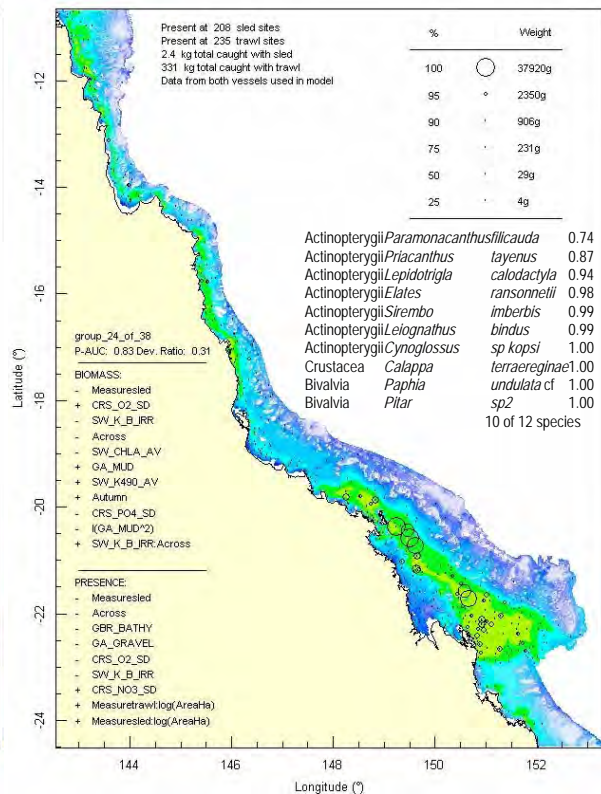 Present at 208 sled sites
Present at 235 trawl sites
2.4 kg total caught with sled
331 kg total caught with trawl
Data from both vessels used in model
% Weight
100 37920g
95 2350g
90 906g
75 231g
50 29g
25 4g
Actinopterygii Paramonacanthus filicauda 0.74
Actinopterygii Priacanthus tayenus 0.87
Actinopterygii Lepidotrigla calodactyla 0.94
Actinopterygii Elates ransonnetii 0.98
Actinopterygii Sirembo imberbis 0.99
Actinopterygii Leiognathus bindus 0.99
Actinopterygii Cynoglossus sp kopsi 1.00
Crustacea Calappa terraereginae 1.00
Bivalvia Paphia undulata cf 1.00
Bivalvia Pitar sp2 1.00
10 of 12 species
group_24_of_38
P-AUC: 0.83 Dev. Ratio: 0.31
BIOMASS:
- Measuresled
+ CRS_O2_SD
- SW_K_B_IRR
- Across
- SW_CHLA_AV
+ GA_MUD
+ SW_K490_AV
+ Autumn
- CRS_PO4_SD
- I(GA_MUD^2)
+ SW_K_B_IRR:Across
PRESENCE:
- Measuresled
- Across
- GBR_BATHY
- GA_GRAVEL
- CRS_O2_SD
- SW_K_B_IRR
+ CRS_NO3_SD
+ Measuretrawl:log(AreaHa)
+ Measuresled:log(AreaHa)
Latitude (°)
-12
-14
-16
-18
-20
-22
-24
144 146 148 150 152
Longitude (°)